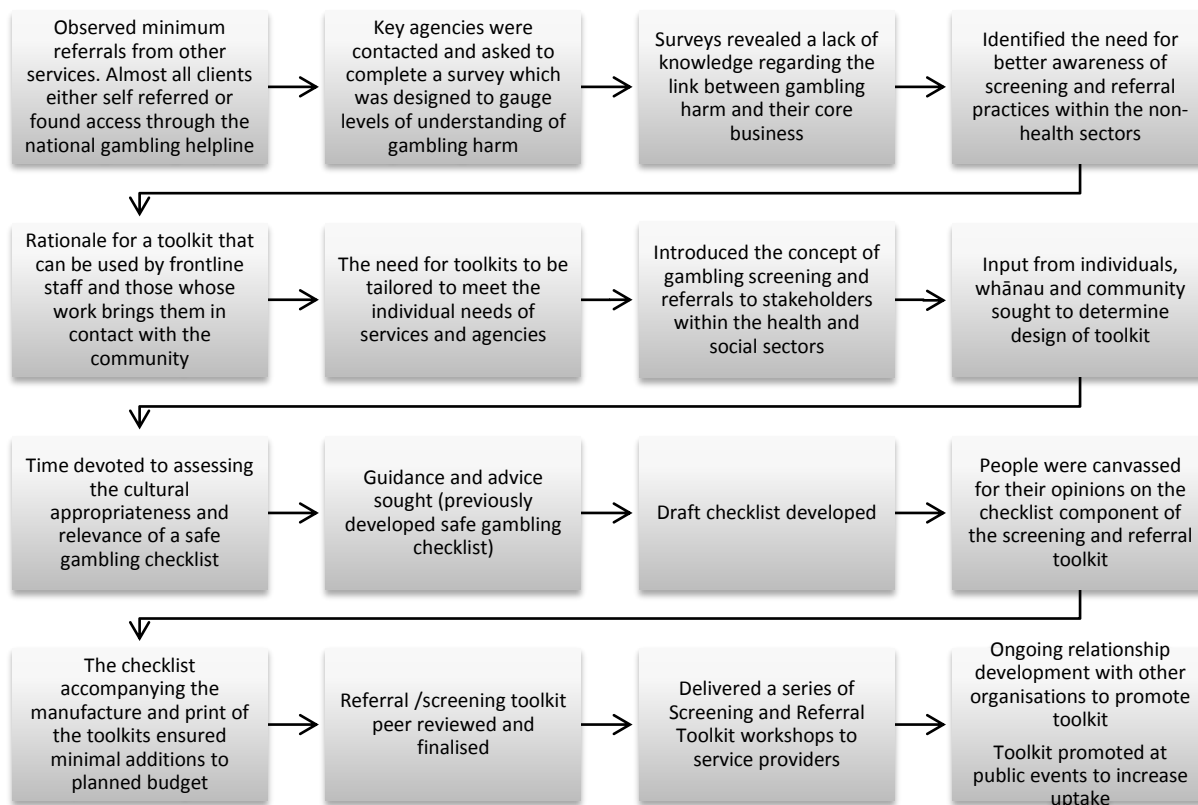 Observed minimum
referrals from other
services. Almost all clients
either self referred or
found access through the
national gambling helpline
Key agencies were
contacted and asked to
complete a survey which
was designed to gauge
levels of understanding of
gambling harm
Surveys revealed a lack of
knowledge regarding the
link between gambling
harm and their core
business
Identified the need for
better awareness of
screening and referral
practices within the non-
health sectors
Rationale for a toolkit that
can be used by frontline
staff and those whose
work brings them in
contact with the
community
The need for toolkits to be
tailored to meet the
individual needs of
services and agencies
Introduced the concept of
gambling screening and
referrals to stakeholders
within the health and
social sectors
Input from individuals,
whānau and community
sought to determine
design of toolkit
Time devoted to assessing
the cultural
appropriateness and
relevance of a safe
gambling checklist
Guidance and advice
sought (previously
developed safe gambling
checklist)
Draft checklist developed
People were canvassed
for their opinions on the
checklist component of
the screening and referral
toolkit
The checklist
accompanying the
manufacture and print of
the toolkits ensured
minimal additions to
planned budget
Referral /screening toolkit
peer reviewed and
finalised
Delivered a series of
Screening and Referral
Toolkit workshops to
service providers
Ongoing relationship
development with other
organisations to promote
toolkit
Toolkit promoted at
public events to increase
uptake